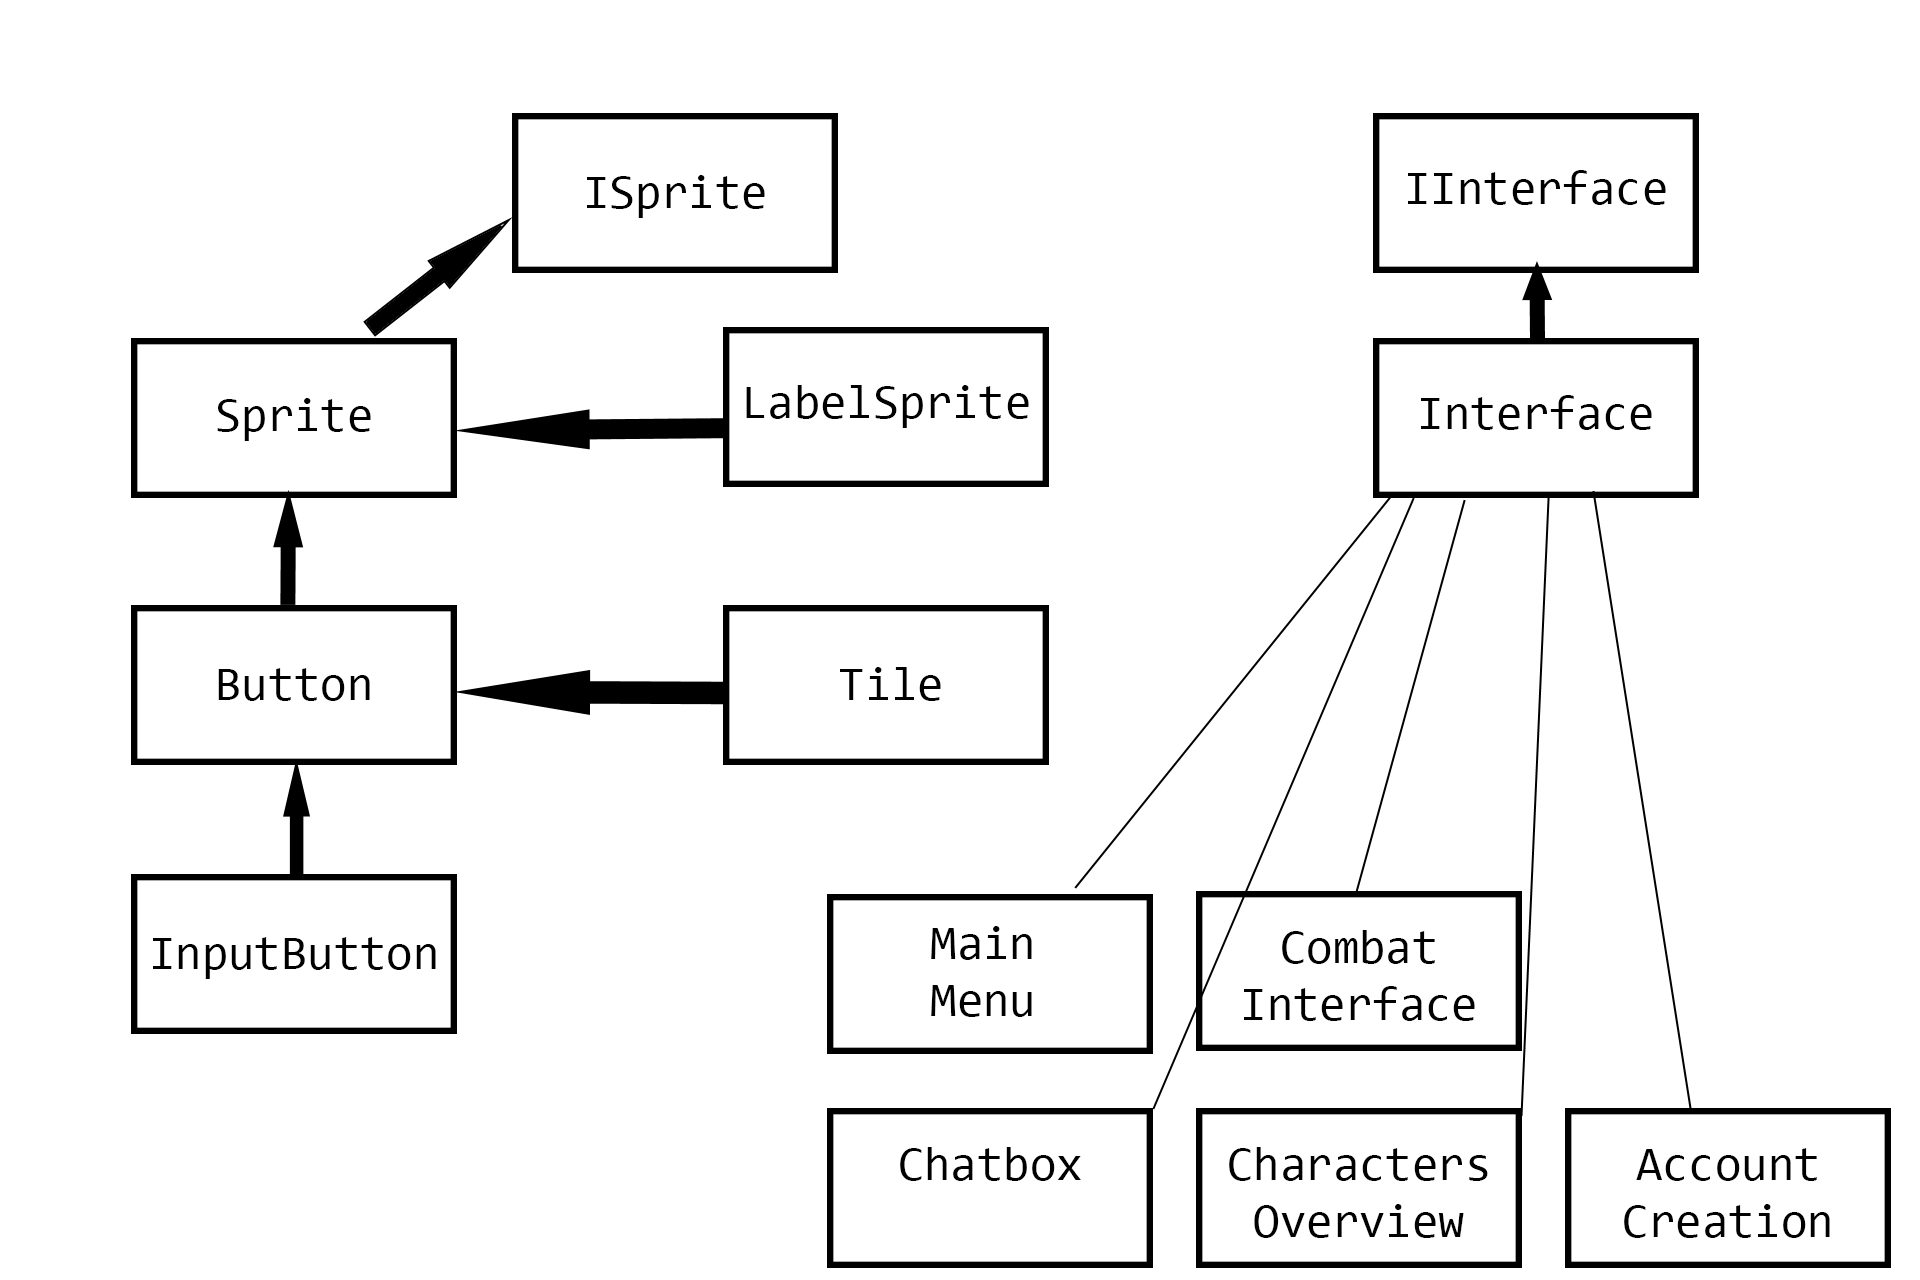 ISprite
IInterface
Sprite
LabelSprite
Interface
Button
Tile
InputButton
Main
Menu
Combat
Interface
Chatbox
Characters
Overview
Account
Creation